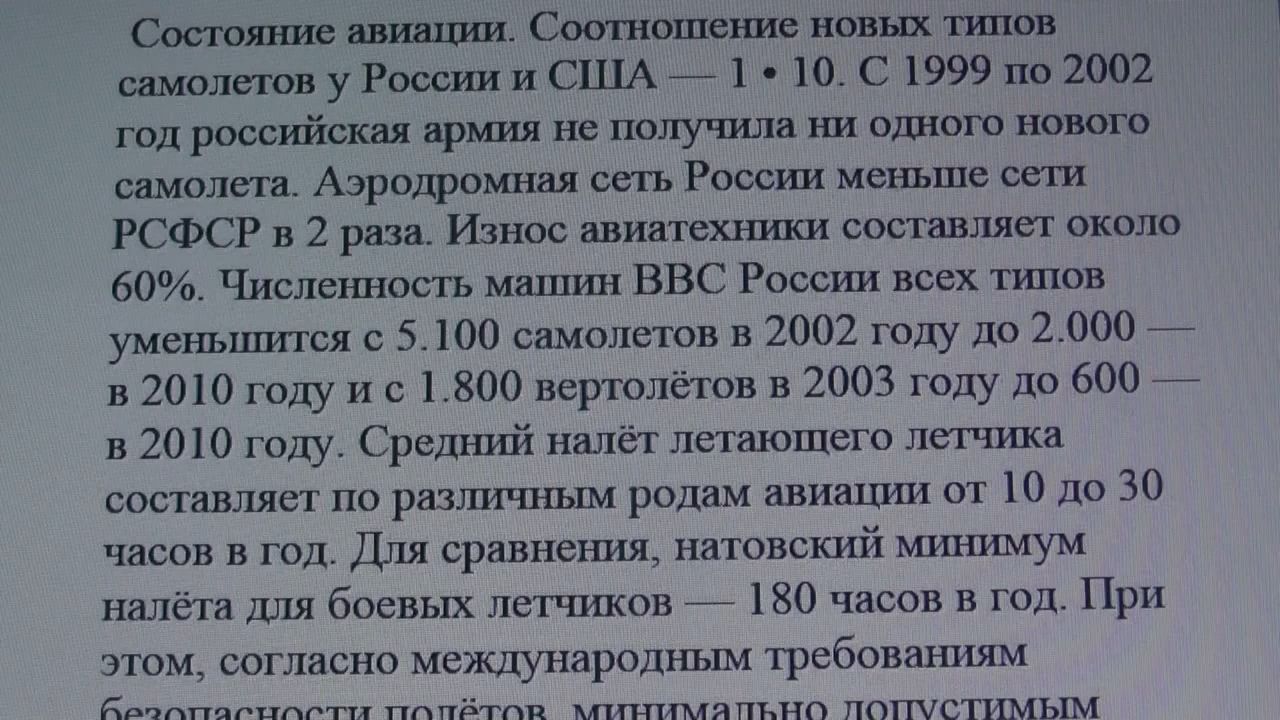 Состояние авиации. Соотношение новых типов
самолетов у России и США — 1 • 10. С 1999 по 2002
год российская армия не получила ни одного нового
самолета. Аэродромная сеть России меньше сети
РСФСР в 2 раза. Износ авиатехники составляет около
60%. Численность машин ВВС России всех типов
уменьшится с 5.100 самолетов в 2002 году до 2.000 —
в 2010 году и с 1.800 вертолётов в 2003 году до 600 —
в 2010 году. Средний налёт летающего летчика
составляет по различным родам авиации от 10 до 30
часов в год. Для сравнения, натовский минимум
налёта для боевых летчиков — 180 часов в год. При
этом, согласно международным требованиям
безопасности полётов, минимально допустимым